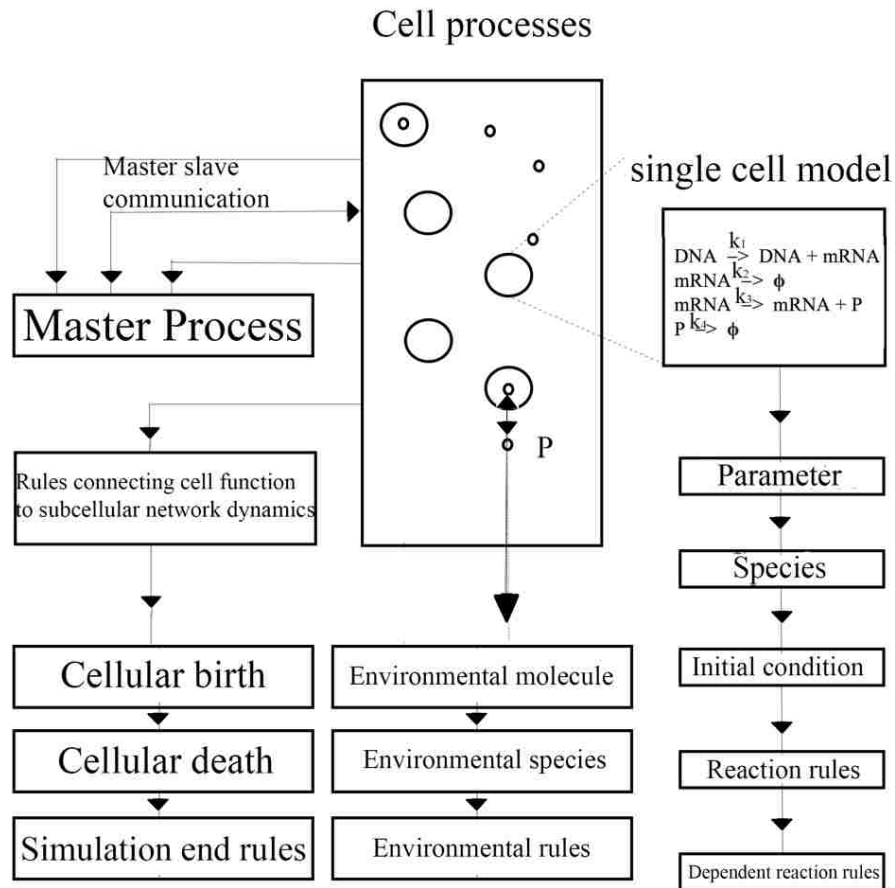 Cell processes
Master slave
communication
single cell model
k1
DNA -> DNA + mRNA
k2
mRNA -> ϕ
k3
mRNA -> mRNA + P
k4
P -> ϕ
Master Process
P
Rules connecting cell function
to subcellular network dynamics
Parameter
Species
Cellular birth
Environmental molecule
Initial condition
Cellular death
Environmental species
Reaction rules
Simulation end rules
Environmental rules
Dependent reaction rules